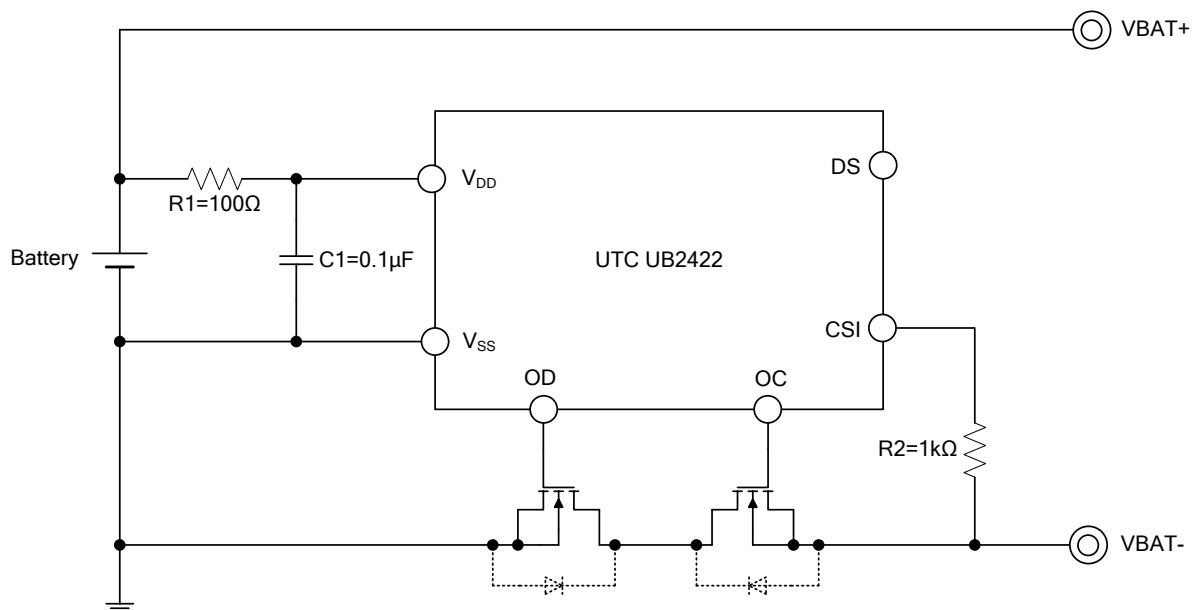 VBAT+
DS
VDD
R1=100Ω
Battery
C1=0.1μF
UTC UB2422
CSI
VSS
OD
OC
R2=1kΩ
VBAT-